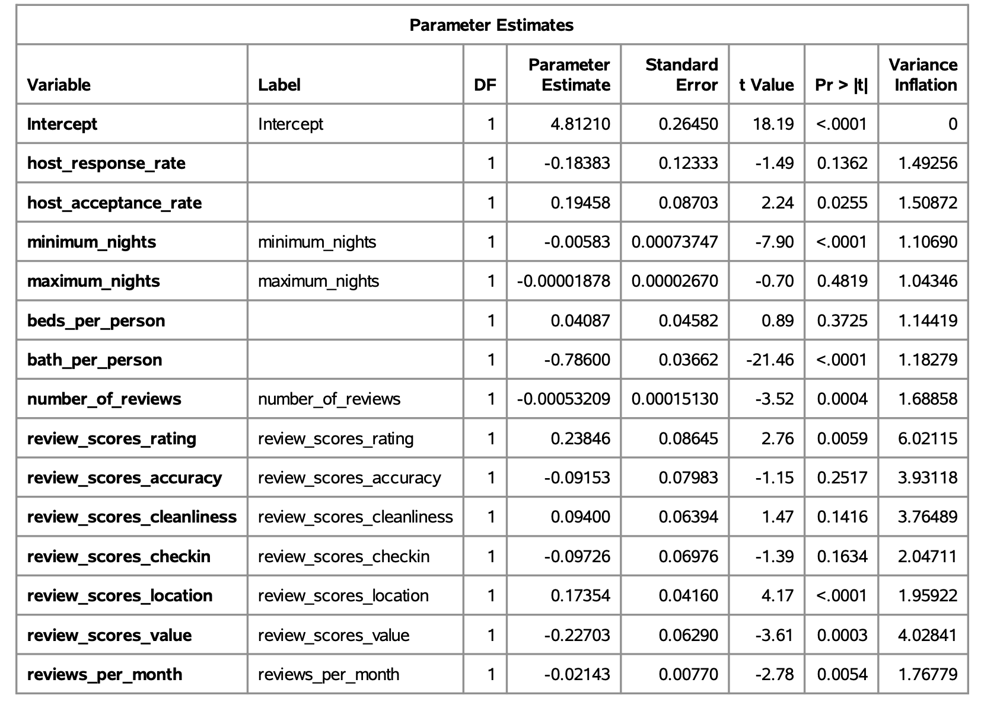 Parameter Estimates
Variable Label DF Parameter Estimate Standard Error t Value Pr > |t| Variance Inflation
Intercept Intercept 1 4.81210 0.26450 18.19 <.0001 0
host_response_rate 1 -0.18383 0.12333 -1.49 0.1362 1.49256
host_acceptance_rate 1 0.19458 0.08703 2.24 0.0255 1.50872
minimum_nights minimum_nights 1 -0.00583 0.00073747 -7.90 <.0001 1.10690
maximum_nights maximum_nights 1 -0.00001878 0.00002670 -0.70 0.4819 1.04346
beds_per_person 1 0.04087 0.04582 0.89 0.3725 1.14419
bath_per_person 1 -0.78600 0.03662 -21.46 <.0001 1.18279
number_of_reviews number_of_reviews 1 -0.00053209 0.00015130 -3.52 0.0004 1.68858
review_scores_rating review_scores_rating 1 0.23846 0.08645 2.76 0.0059 6.02115
review_scores_accuracy review_scores_accuracy 1 -0.09153 0.07983 -1.15 0.2517 3.93118
review_scores_cleanliness review_scores_cleanliness 1 0.09400 0.06394 1.47 0.1416 3.76489
review_scores_checkin review_scores_checkin 1 -0.09726 0.06976 -1.39 0.1634 2.04711
review_scores_location review_scores_location 1 0.17354 0.04160 4.17 <.0001 1.95922
review_scores_value review_scores_value 1 -0.22703 0.06290 -3.61 0.0003 4.02841
reviews_per_month reviews_per_month 1 -0.02143 0.00770 -2.78 0.0054 1.76779